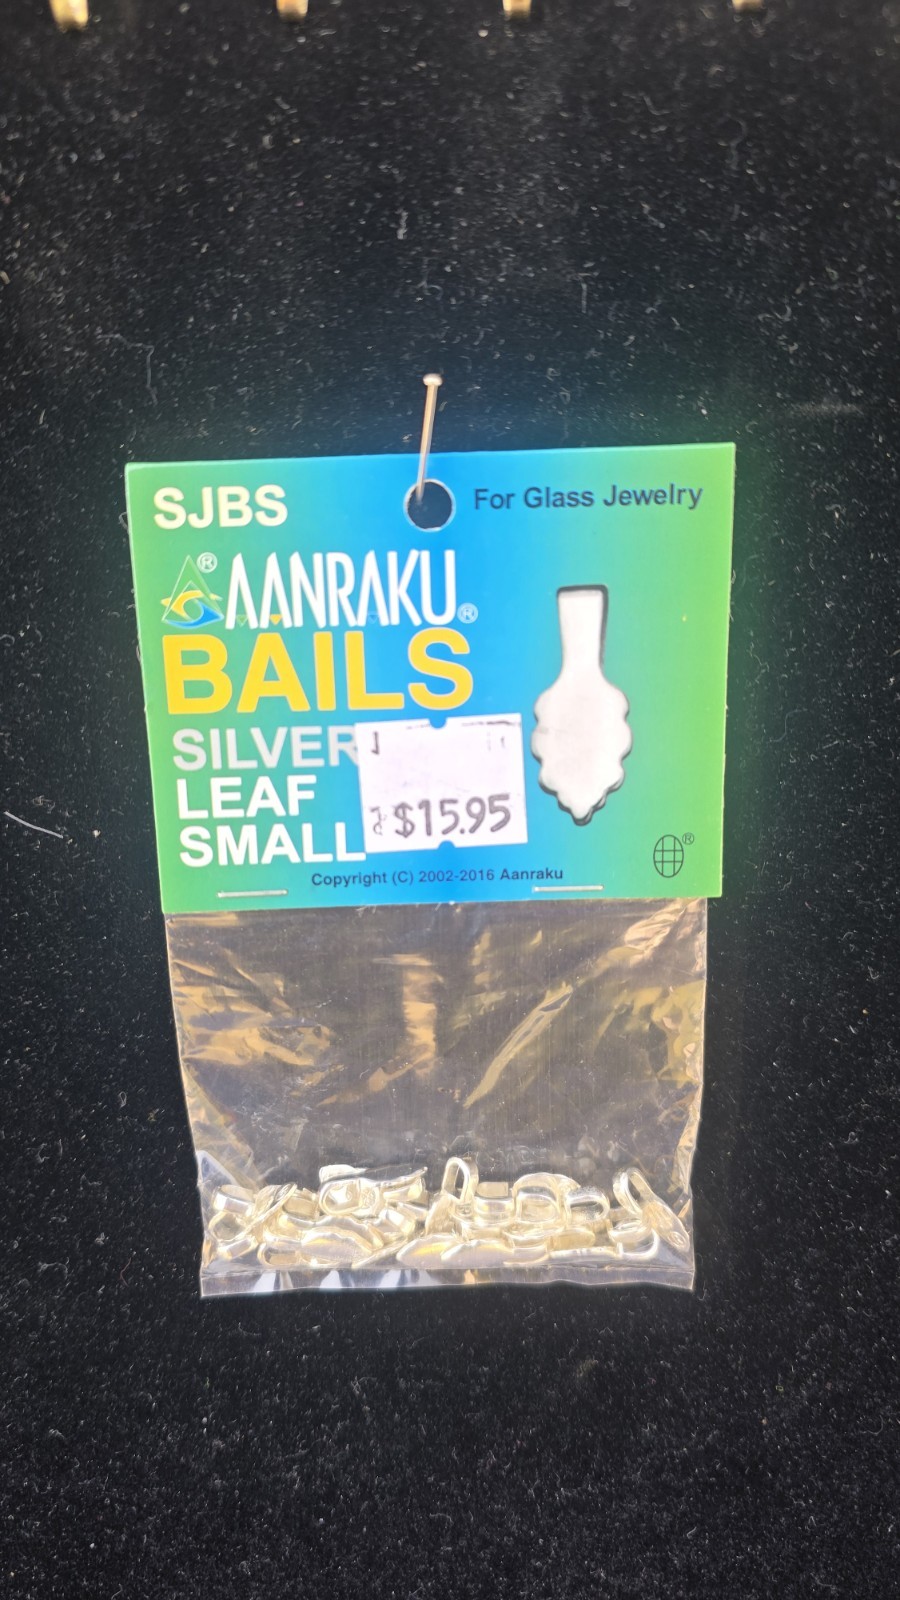 SJBS
For Glass Jewelry
®
AANRAKU®
BAILS
SILVER
LEAF
SMALL
$15.95
®
Copyright (C) 2002-2016 Aanraku